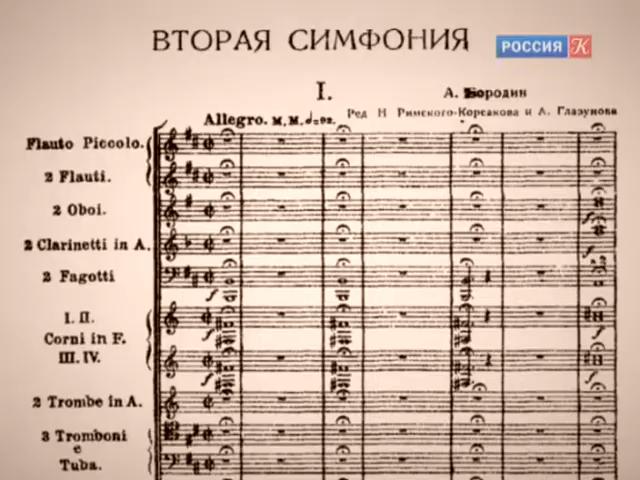 ВТОРАЯ СИМФОНИЯ
РОССИЯ К
I.
А. Бородин
Allegro. M.M.
Ред Н Римского-Корсакова и А. Глазунова
Flauto Piccolo.
2 Flauti.
2 Oboi.
2 Clarinetti in A.
2 Fagotti
I. II.
Corni in F.
III. IV.
2 Trombe in A.
3 Tromboni
e
Tuba.